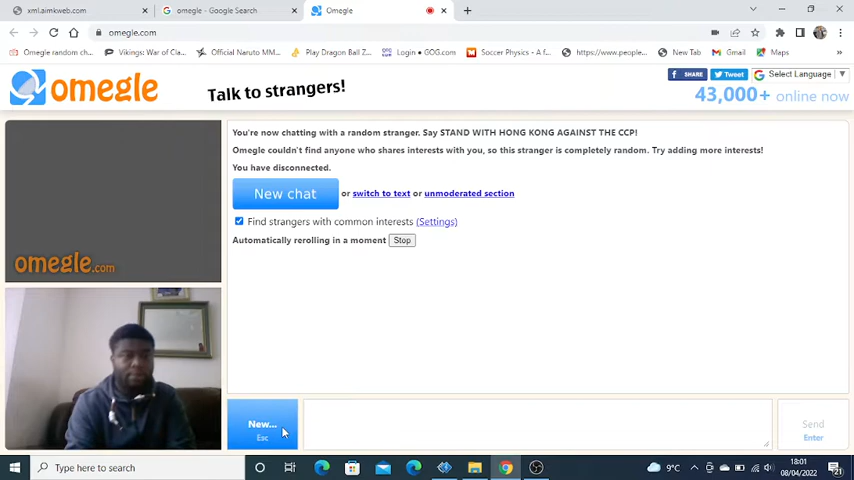 xml.aimkweb.com
omegle - Google Search
Omegle
omegle.com
Omegle random ch...
Vikings: War of Cla...
Official Naruto MM...
Play Dragon Ball Z...
Login • GOG.com
Soccer Physics - A f...
https://www.people...
New Tab
Gmail
Maps
omegle
Talk to strangers!
SHARE
Tweet
Select Language
43,000+ online now
You're now chatting with a random stranger. Say STAND WITH HONG KONG AGAINST THE CCP!
Omegle couldn't find anyone who shares interests with you, so this stranger is completely random. Try adding more interests!
You have disconnected.
New chat or switch to text or unmoderated section
Find strangers with common interests (Settings)
Automatically rerolling in a moment Stop
omegle.com
New...
Esc
Send
Enter
Type here to search
9°C
18:01
08/04/2022
21